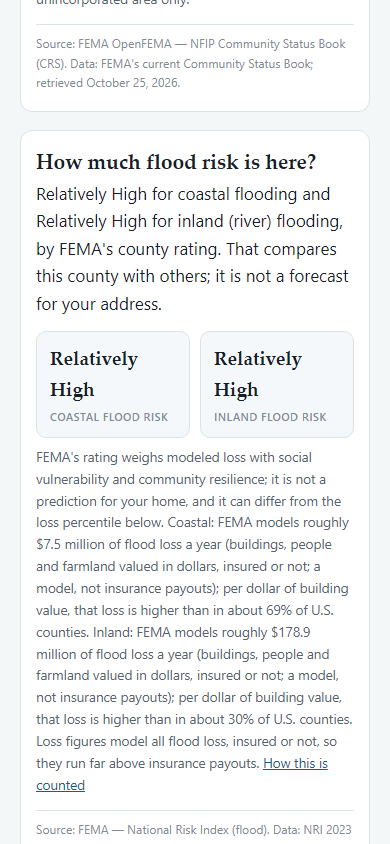 unincorporated area only.
Source: FEMA OpenFEMA — NFIP Community Status Book
(CRS). Data: FEMA's current Community Status Book;
retrieved October 25, 2026.
How much flood risk is here?
Relatively High for coastal flooding and
Relatively High for inland (river) flooding,
by FEMA's county rating. That compares
this county with others; it is not a forecast
for your address.
Relatively
High
COASTAL FLOOD RISK
Relatively
High
INLAND FLOOD RISK
FEMA's rating weighs modeled loss with social
vulnerability and community resilience; it is not a
prediction for your home, and it can differ from the
loss percentile below. Coastal: FEMA models roughly
$7.5 million of flood loss a year (buildings, people
and farmland valued in dollars, insured or not; a
model, not insurance payouts); per dollar of building
value, that loss is higher than in about 69% of U.S.
counties. Inland: FEMA models roughly $178.9
million of flood loss a year (buildings, people and
farmland valued in dollars, insured or not; a model,
not insurance payouts); per dollar of building value,
that loss is higher than in about 30% of U.S. counties.
Loss figures model all flood loss, insured or not, so
they run far above insurance payouts. How this is
counted
Source: FEMA — National Risk Index (flood). Data: NRI 2023